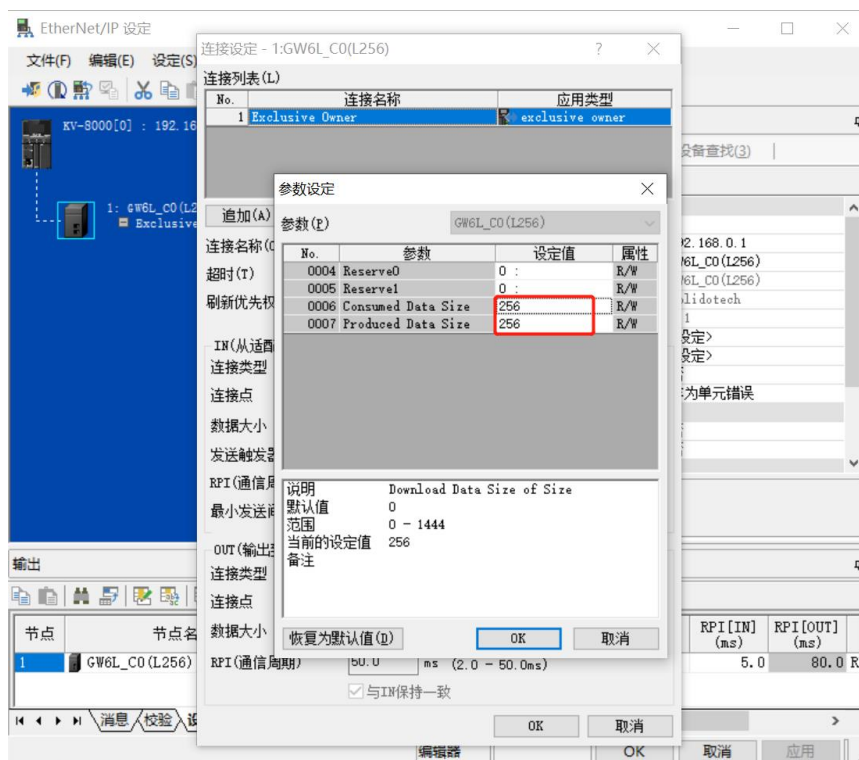 EtherNet/IP 设定
文件(F) 编辑(E) 设定(S)
KV-8000[0] : 192.16
1: GW6L_C0(L2
Exclusive
连接设定 - 1:GW6L_C0(L256)
连接列表(L)
No. 连接名称 应用类型
1 Exclusive Owner exclusive owner
追加(A)
连接名称(
超时(T)
刷新优先权
IN(从适配
连接类型
连接点
数据大小
发送触发器
RPI(通信周
最小发送间
OUT(输出至
连接类型
连接点
数据大小
RPI(通信周期) 50.0 ms (2.0 - 50.0ms)
与IN保持一致
OK 取消
参数设定
参数(P) GW6L_C0(L256)
No. 参数 设定值 属性
0004 Reserve0 0 : R/W
0005 Reserve1 0 : R/W
0006 Consumed Data Size 256 R/W
0007 Produced Data Size 256 R/W
说明 Download Data Size of Size
默认值 0
范围 0 - 1444
当前的设定值 256
备注
恢复为默认值(D) OK 取消
设备查找(3)
2.168.0.1
6L_C0(L256)
6L_C0(L256)
lidotech
1
设定>
设定>
为单元错误
输出
节点 节点名 RPI[IN] (ms) RPI[OUT] (ms)
1 GW6L_C0(L256) 5.0 80.0 R
消息 校验 设
编辑器 OK 取消 应用